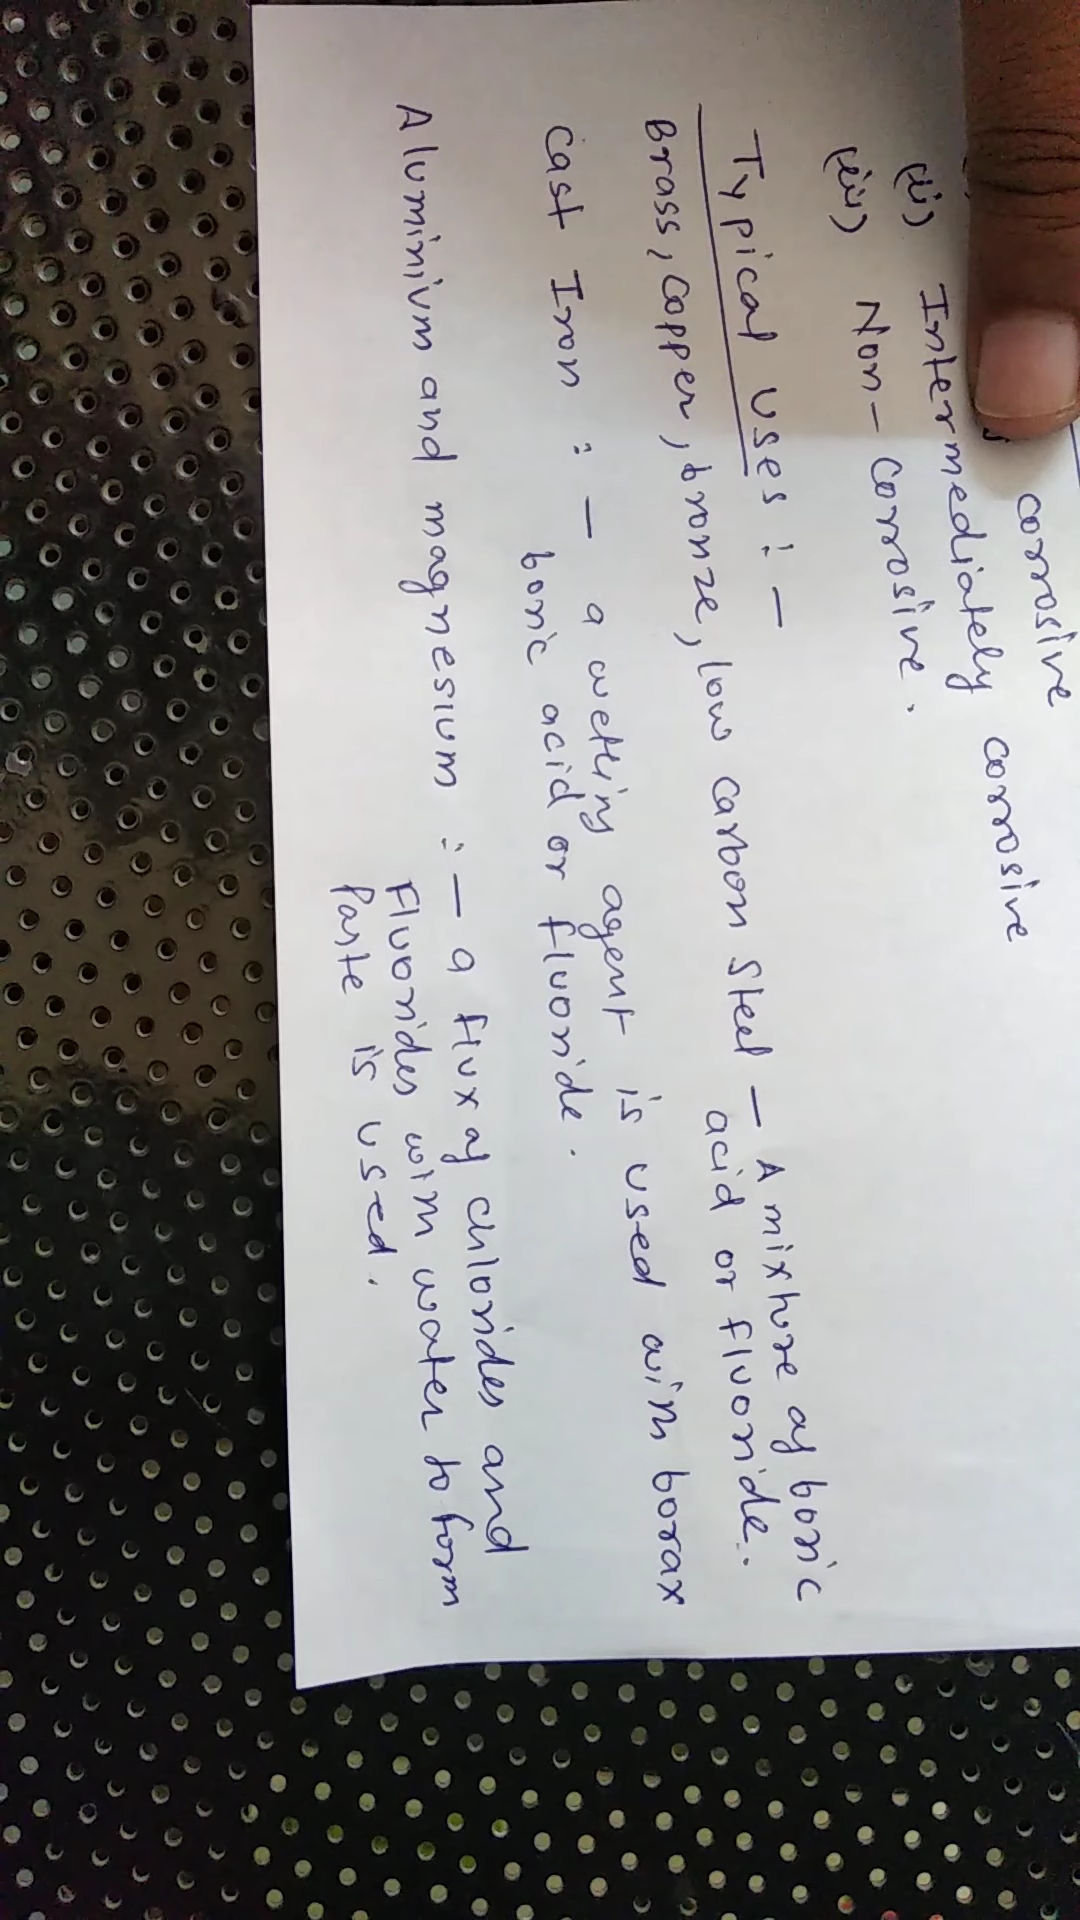 corrosive
(ii) Intermediately corrosive
(iii) Non-Corrosive.
Typical uses :-
Brass, Copper, bronze, low carbon Steel - A mixture of boric
acid or fluoride.
Cast Iron :- a wetting agent is used with borax
boric acid or fluoride.
Aluminium and magnesium :- a flux of chlorides and
Fluorides with water to form
Paste is used.